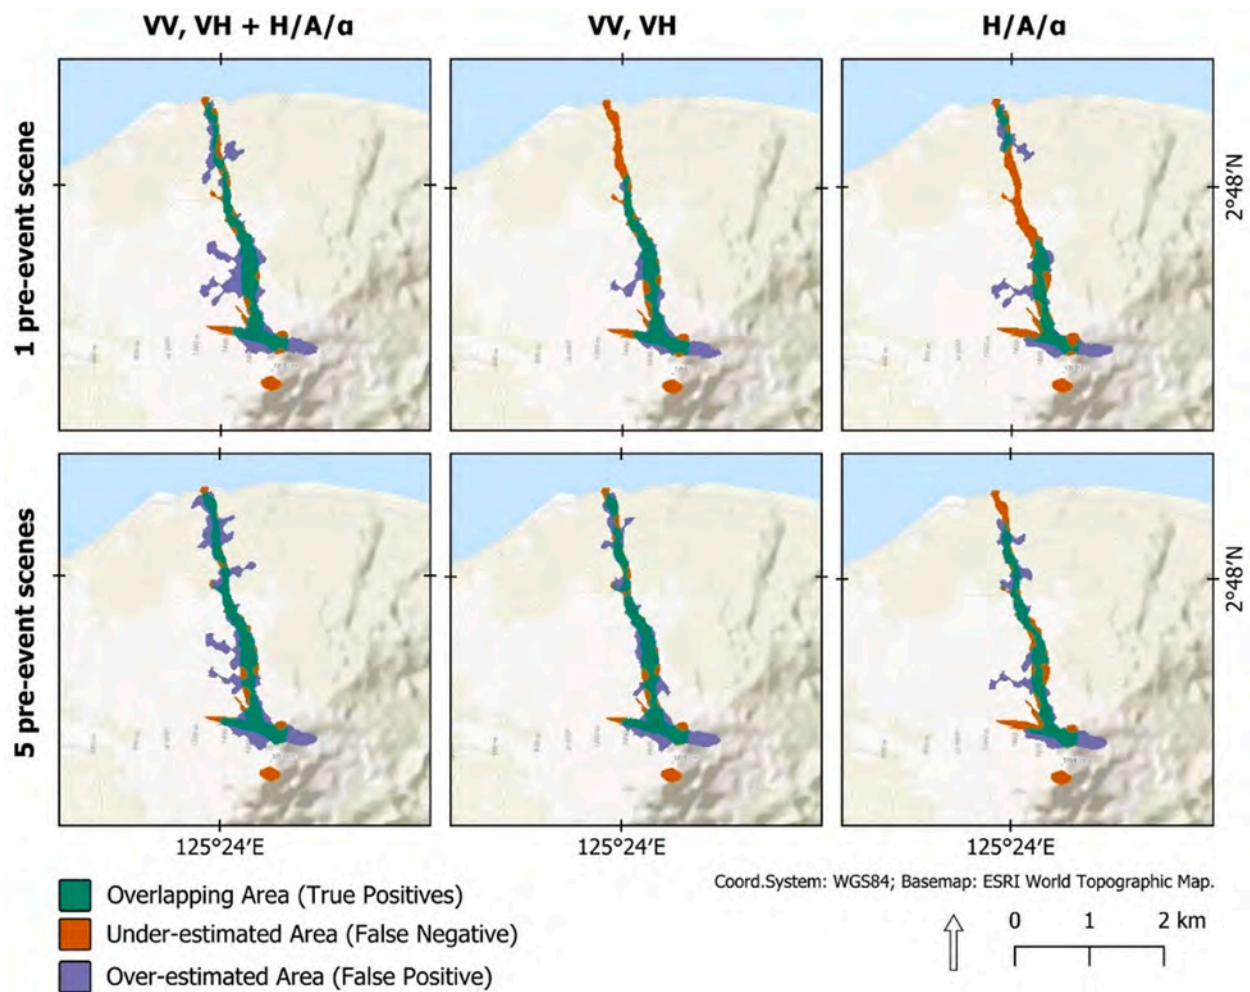 VV, VH + H/A/α
VV, VH
H/A/α
1 pre-event scene
2°48'N
5 pre-event scenes
2°48'N
125°24'E
125°24'E
125°24'E
Overlapping Area (True Positives)
Under-estimated Area (False Negative)
Over-estimated Area (False Positive)
Coord.System: WGS84; Basemap: ESRI World Topographic Map.
0 1 2 km